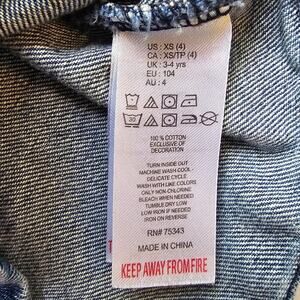 US : XS (4)
CA : XS/TP (4)
UK : 3-4 yrs
EU : 104
AU : 4
30
100 % COTTON
EXCLUSIVE OF
DECORATION
TURN INSIDE OUT
MACHINE WASH COOL -
DELICATE CYCLE
WASH WITH LIKE COLORS
ONLY NON-CHLORINE
BLEACH WHEN NEEDED
TUMBLE DRY LOW
LOW IRON IF NEEDED
IRON ON REVERSE
RN# 75343
MADE IN CHINA
KEEP AWAY FROM FIRE